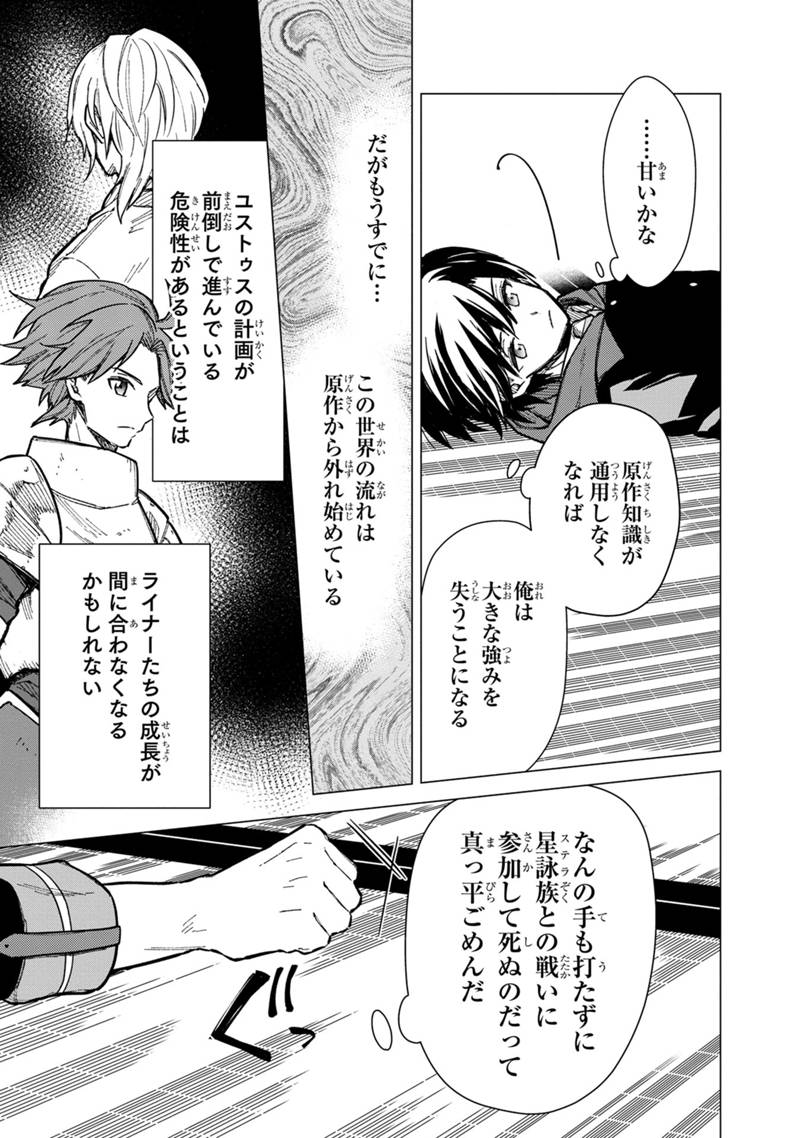 ……甘いかな
原作知識が
通用しなく
なれば
俺は
大きな強みを
失うことになる
だがもうすでに…
この世界の流れは
原作から外れ始めている
ユストゥスの計画が
前倒しで進んでいる
危険性があるということは
ライナーたちの成長が
間に合わなくなる
かもしれない
なんの手も打たずに
星詠族との戦いに
参加して死ぬのだって
真っ平ごめんだ
ぐっ